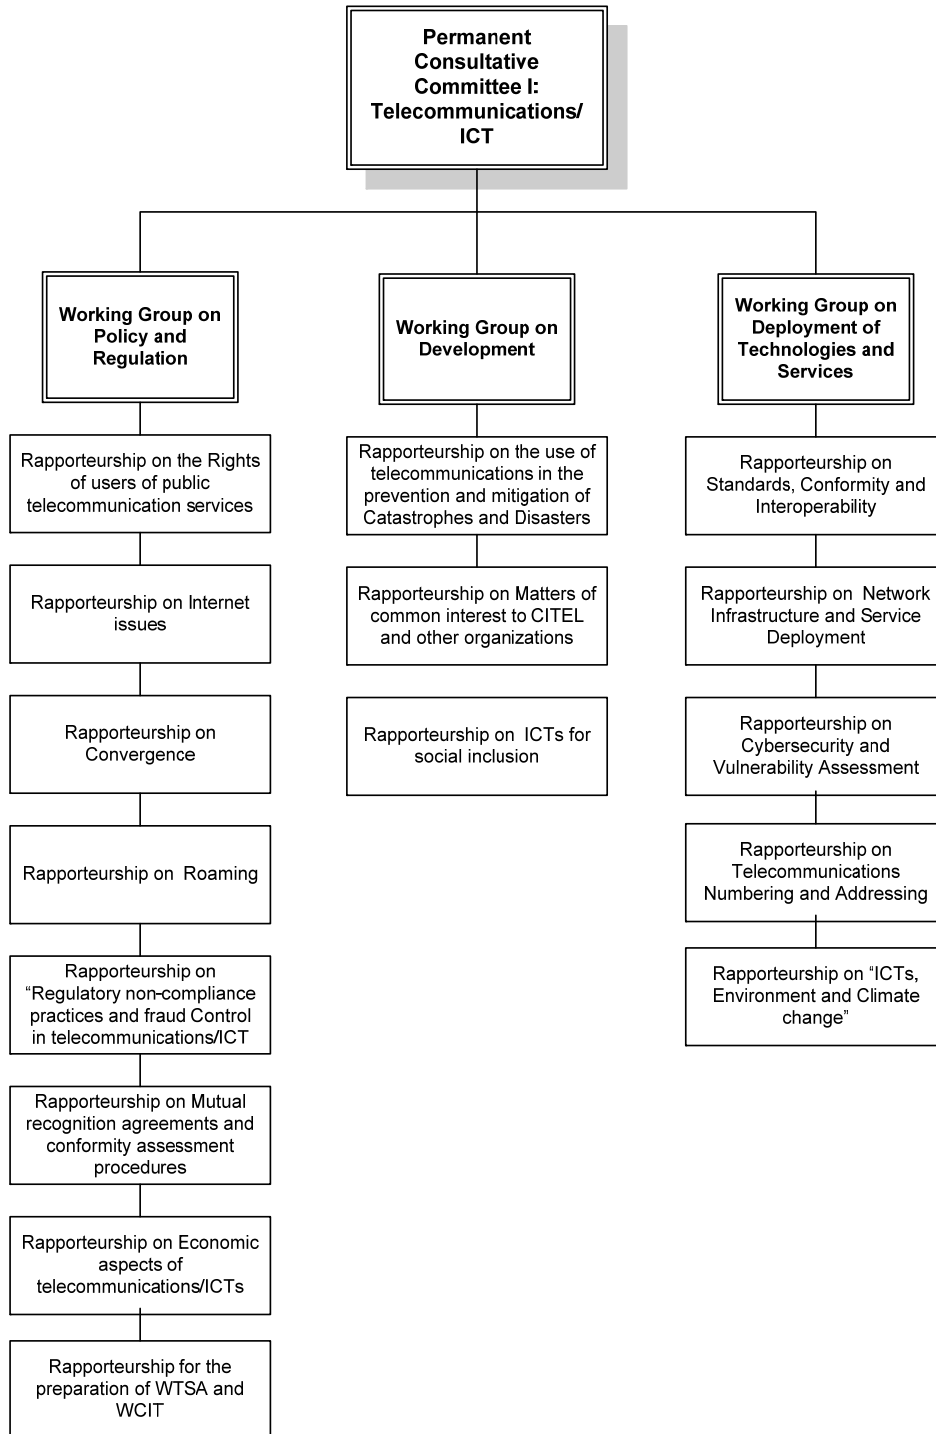 Permanent
Consultative
Committee I:
Telecommunications/
ICT
Working Group on
Policy and
Regulation
Rapporteurship on the Rights
of users of public
telecommunication services
Rapporteurship on Internet
issues
Rapporteurship on
Convergence
Rapporteurship on Roaming
Rapporteurship on
“Regulatory non-compliance
practices and fraud Control
in telecommunications/ICT
Rapporteurship on Mutual
recognition agreements and
conformity assessment
procedures
Rapporteurship on Economic
aspects of
telecommunications/ICTs
Rapporteurship for the
preparation of WTSA and
WCIT
Working Group on
Development
Rapporteurship on the use of
telecommunications in the
prevention and mitigation of
Catastrophes and Disasters
Rapporteurship on Matters of
common interest to CITEL
and other organizations
Rapporteurship on ICTs for
social inclusion
Working Group on
Deployment of
Technologies and
Services
Rapporteurship on
Standards, Conformity and
Interoperability
Rapporteurship on Network
Infrastructure and Service
Deployment
Rapporteurship on
Cybersecurity and
Vulnerability Assessment
Rapporteurship on
Telecommunications
Numbering and Addressing
Rapporteurship on “ICTs,
Environment and Climate
change”